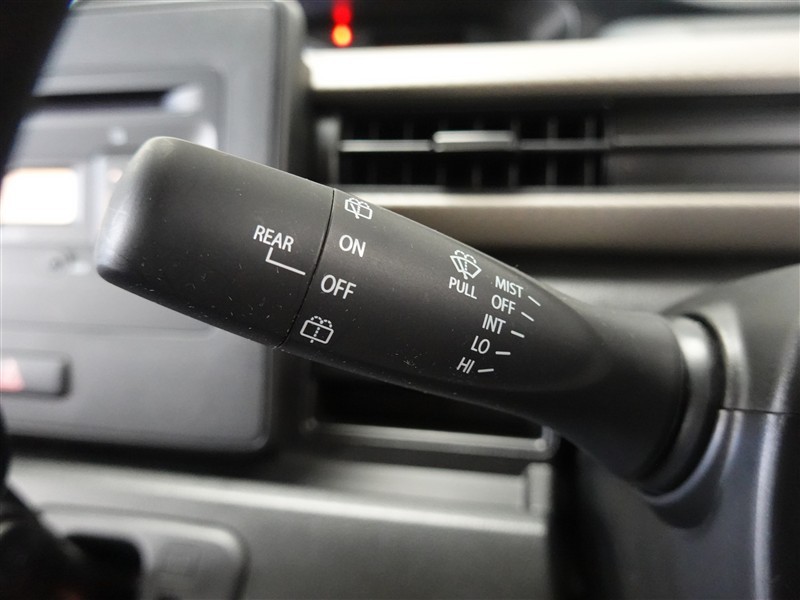 REAR
ON
OFF
PULL
MIST
OFF
INT
LO
HI